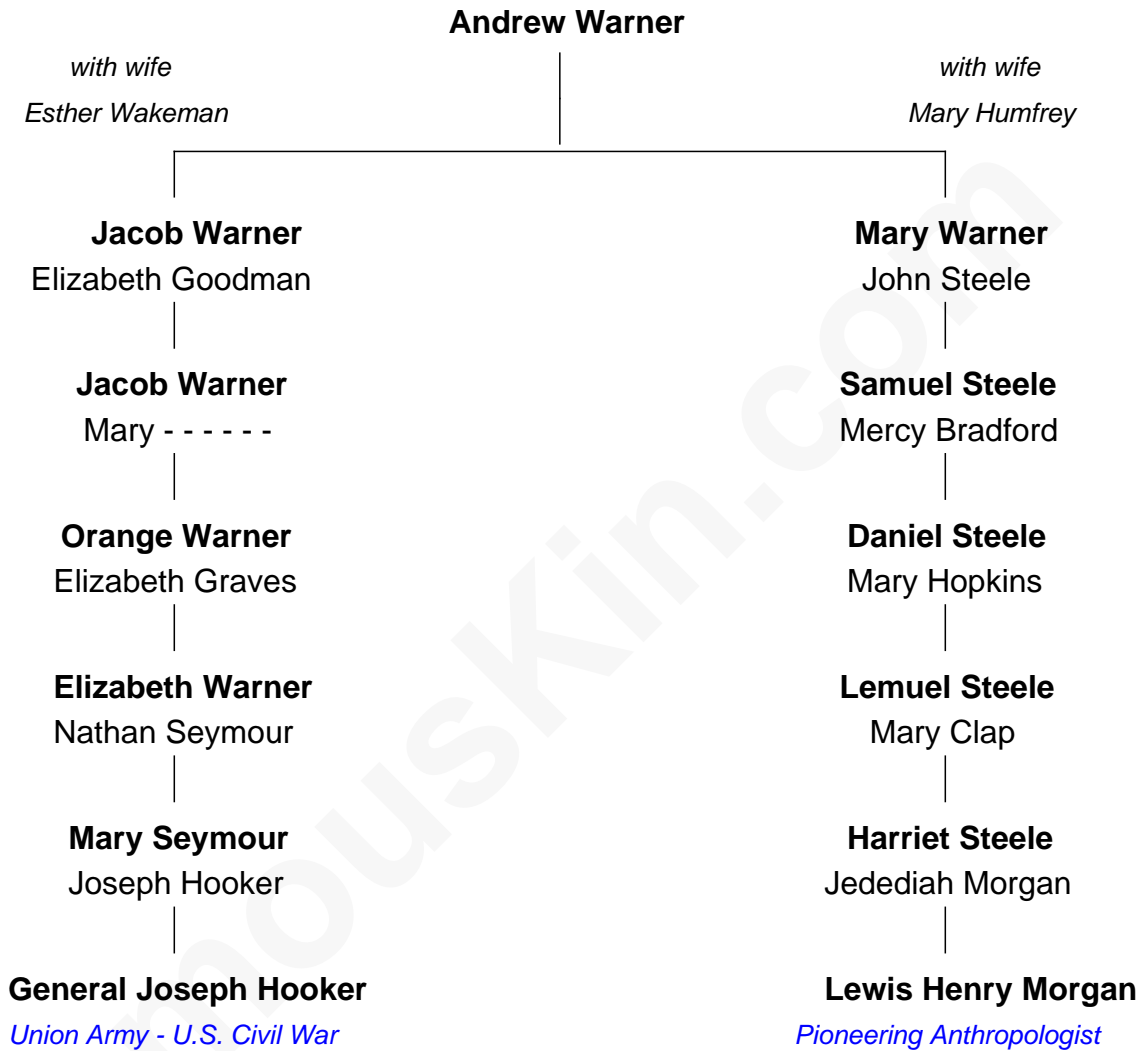 Andrew Warner
with wife
Esther Wakeman
with wife
Mary Humfrey
Jacob Warner
Elizabeth Goodman
Mary Warner
John Steele
Jacob Warner
Mary - - - - - -
Samuel Steele
Mercy Bradford
Orange Warner
Elizabeth Graves
Daniel Steele
Mary Hopkins
Elizabeth Warner
Nathan Seymour
Lemuel Steele
Mary Clap
Mary Seymour
Joseph Hooker
Harriet Steele
Jedediah Morgan
General Joseph Hooker
Union Army - U.S. Civil War
Lewis Henry Morgan
Pioneering Anthropologist
mouskin.com